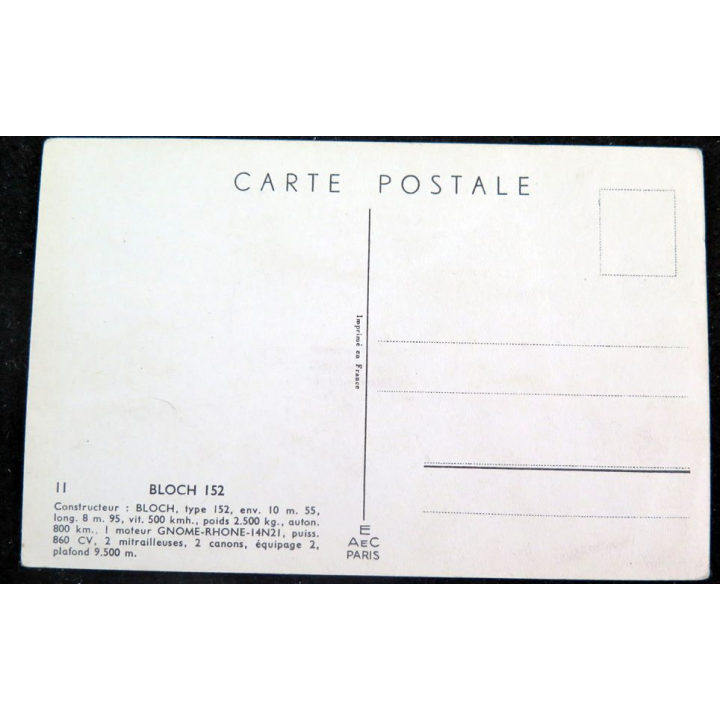 CARTE POSTALE
Imprimé en France
11 BLOCH 152
Constructeur : BLOCH, type 152, env. 10 m. 55,
long. 8 m. 95, vit. 500 kmh., poids 2.500 kg., auton.
800 km., 1 moteur GNOME-RHONE-14N21, puiss.
860 CV, 2 mitrailleuses, 2 canons, équipage 2,
plafond 9.500 m.
E
AEC
PARIS